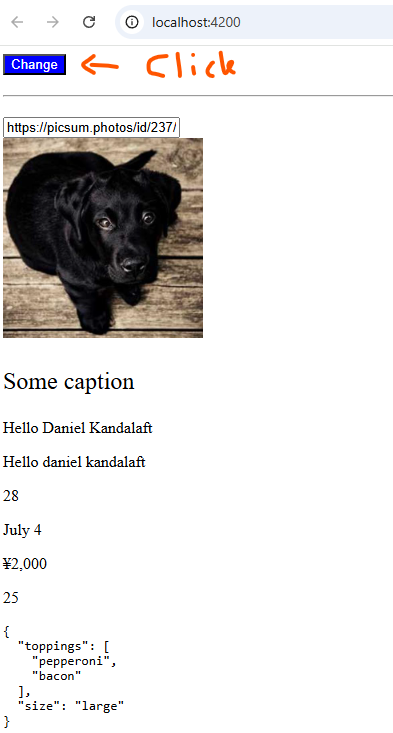 localhost:4200
Change ← Click
https://picsum.photos/id/237/
Some caption
Hello Daniel Kandalaft
Hello daniel kandalaft
28
July 4
¥2,000
25
{
  "toppings": [
    "pepperoni",
    "bacon"
  ],
  "size": "large"
}